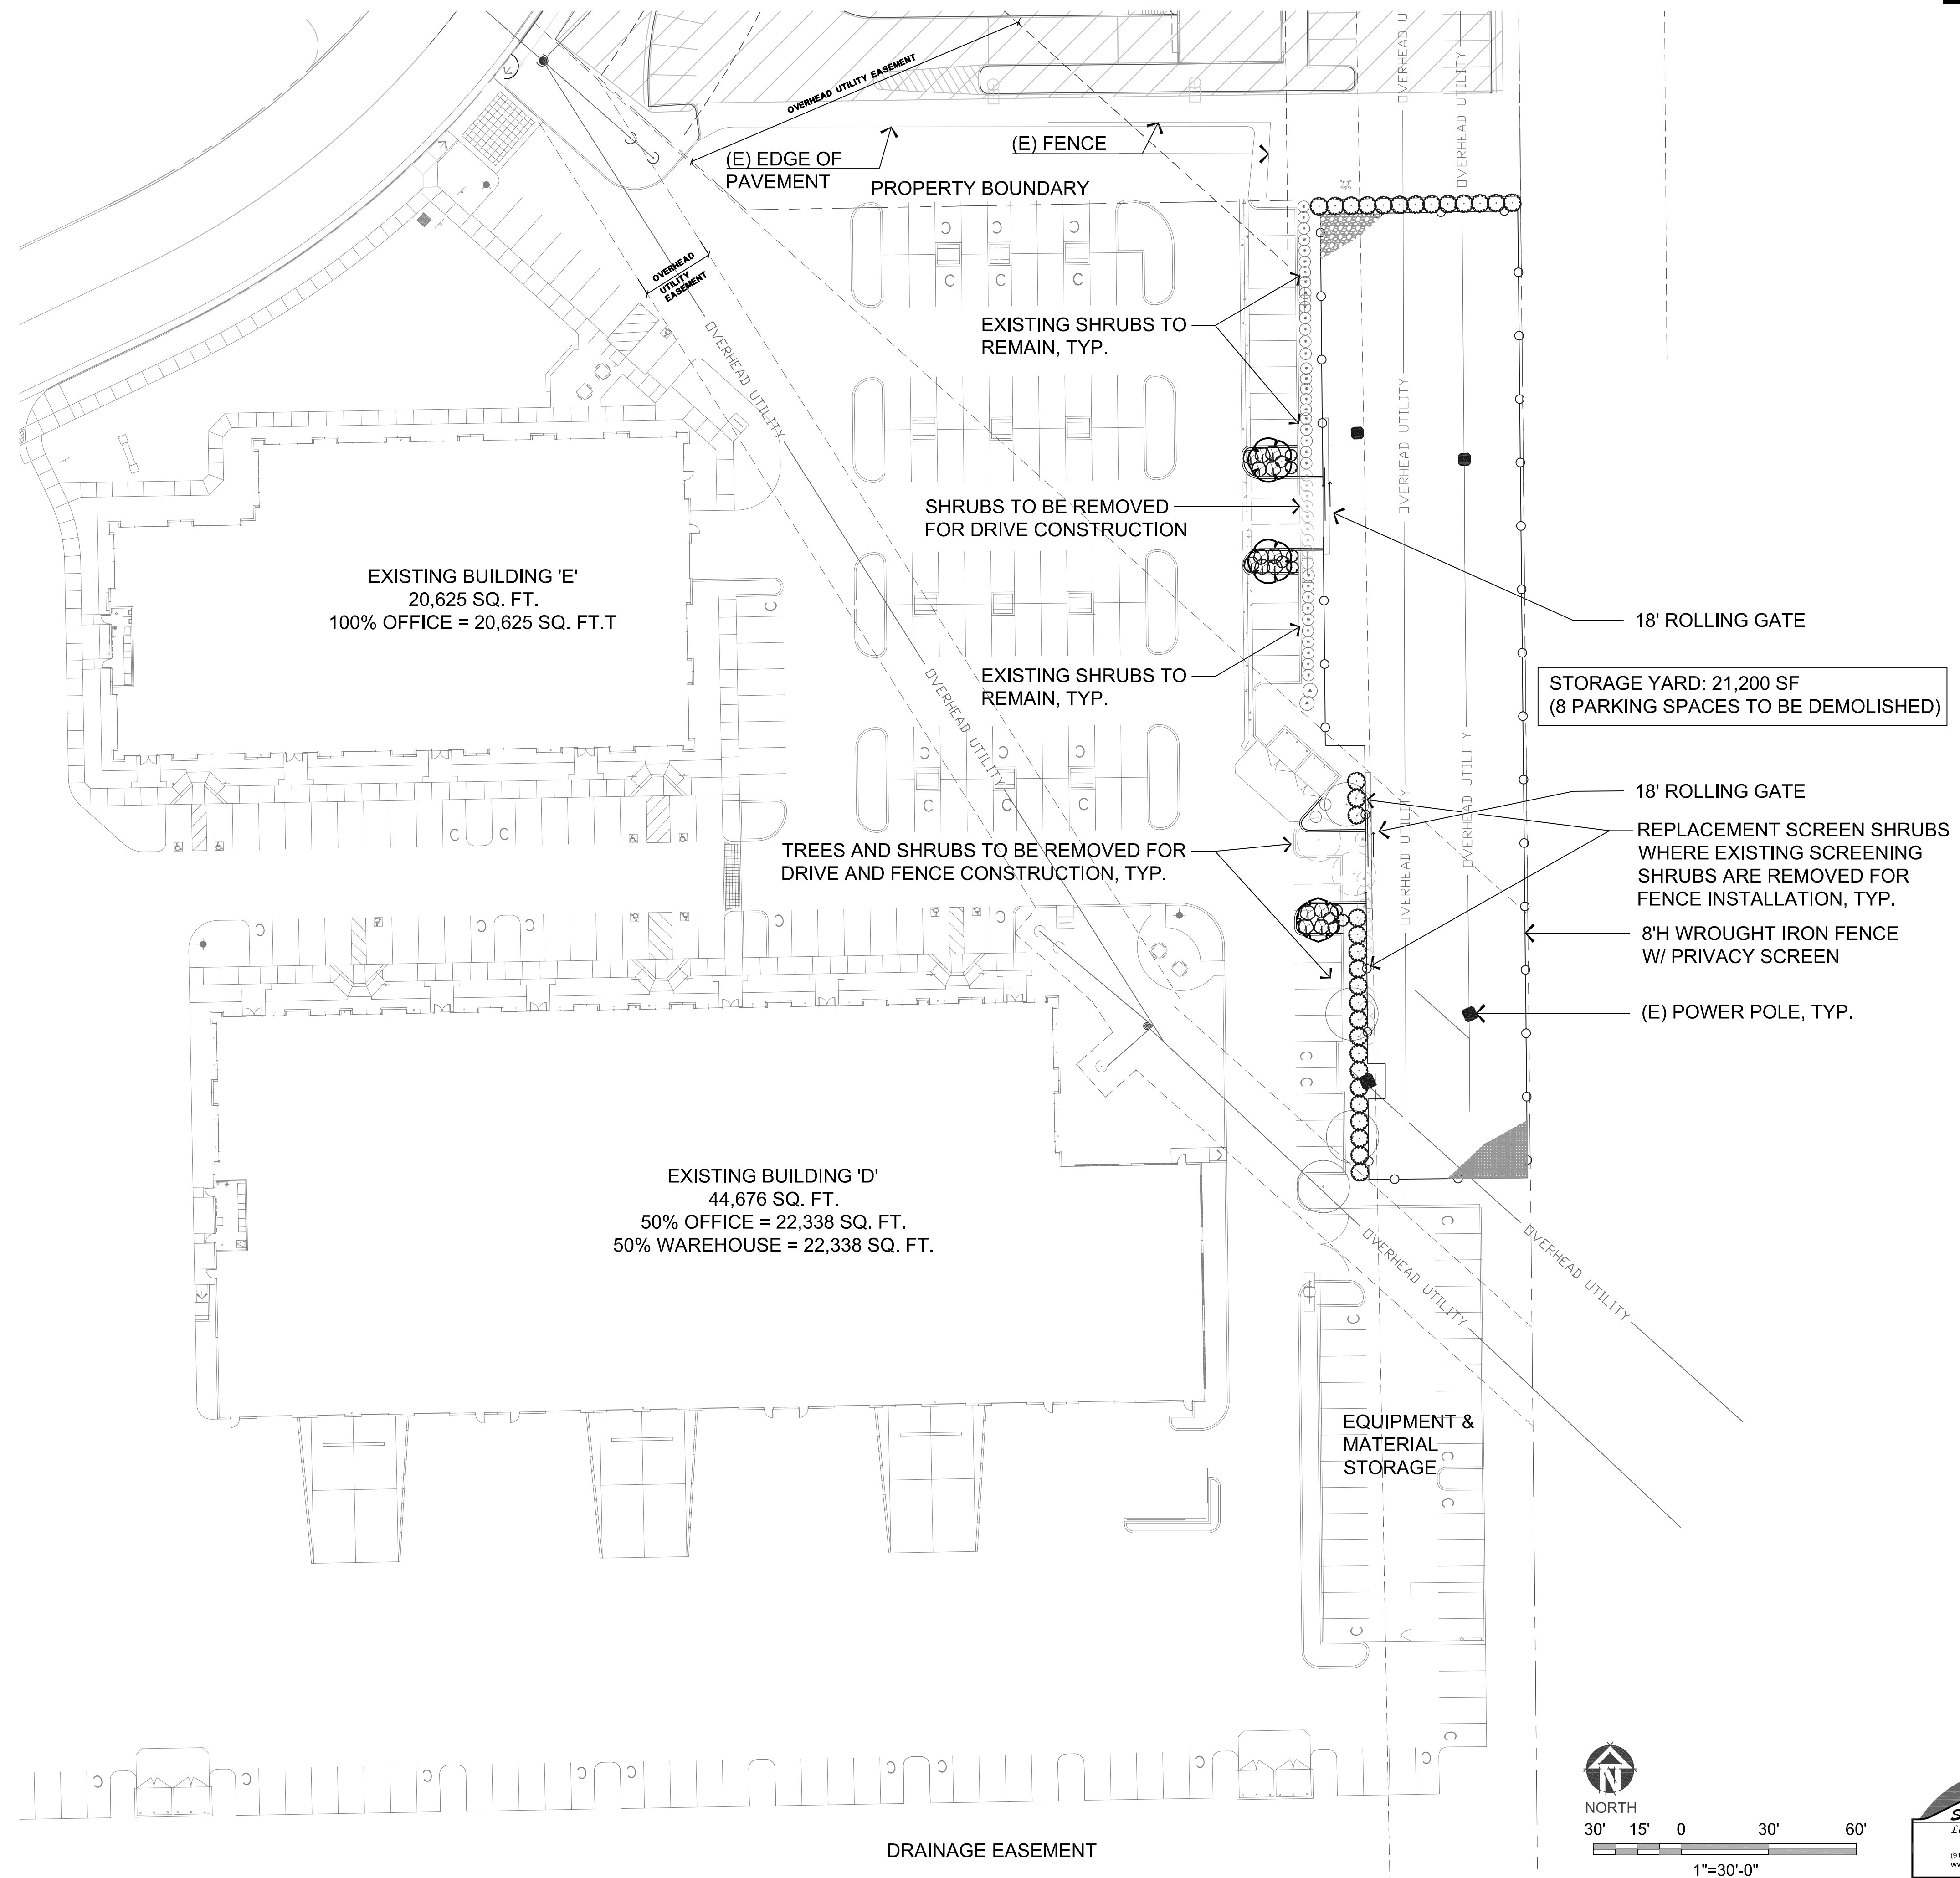 OVERHEAD U
OVERHEAD UTILITY
OVERHEAD UTILITY EASEMENT
(E) EDGE OF
PAVEMENT
(E) FENCE
PROPERTY BOUNDARY
OVERHEAD
UTILITY
EASEMENT
OVERHEAD UTILITY
EXISTING SHRUBS TO
REMAIN, TYP.
OVERHEAD UTILITY
SHRUBS TO BE REMOVED
FOR DRIVE CONSTRUCTION
EXISTING BUILDING 'E'
20,625 SQ. FT.
100% OFFICE = 20,625 SQ. FT.T
18' ROLLING GATE
EXISTING SHRUBS TO
REMAIN, TYP.
STORAGE YARD: 21,200 SF
(8 PARKING SPACES TO BE DEMOLISHED)
OVERHEAD UTILITY
OVERHEAD UTILITY
OVERHEAD UTILITY
18' ROLLING GATE
REPLACEMENT SCREEN SHRUBS
WHERE EXISTING SCREENING
SHRUBS ARE REMOVED FOR
FENCE INSTALLATION, TYP.
TREES AND SHRUBS TO BE REMOVED FOR
DRIVE AND FENCE CONSTRUCTION, TYP.
8'H WROUGHT IRON FENCE
W/ PRIVACY SCREEN
(E) POWER POLE, TYP.
EXISTING BUILDING 'D'
44,676 SQ. FT.
50% OFFICE = 22,338 SQ. FT.
50% WAREHOUSE = 22,338 SQ. FT.
OVERHEAD UTILITY
OVERHEAD UTILITY
EQUIPMENT &
MATERIAL
STORAGE
DRAINAGE EASEMENT
N
NORTH
30' 15' 0 30' 60'
1"=30'-0"
(91